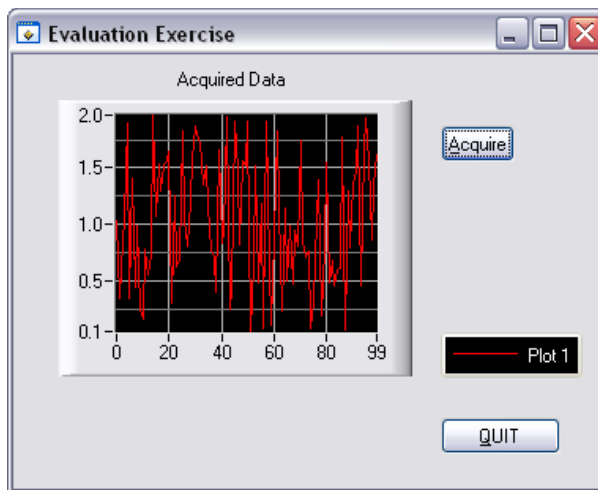 Evaluation Exercise
Acquired Data
2.0
1.5
1.0
0.5
0.1
0 20 40 60 80 99
Acquire
Plot 1
QUIT